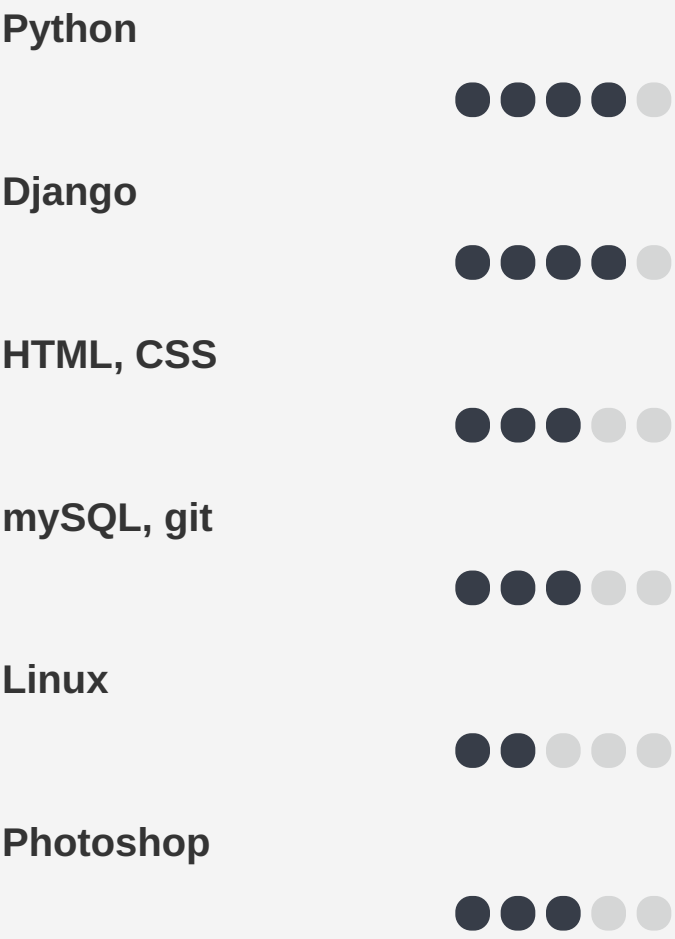 Python
Django
HTML, CSS
mySQL, git
Linux
Photoshop